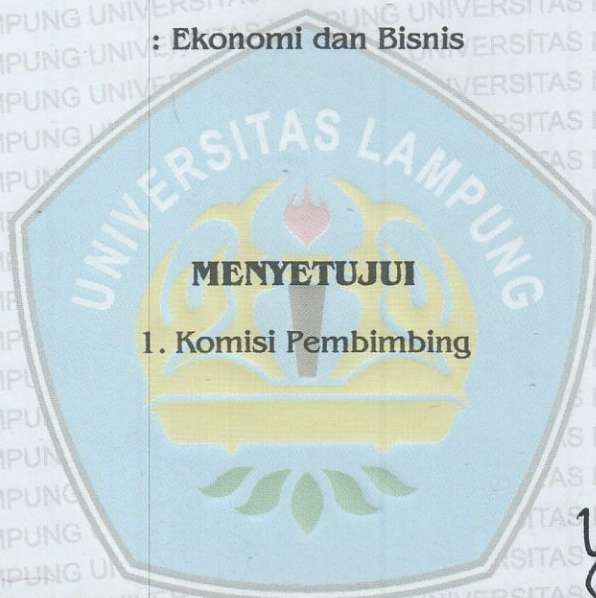 : Ekonomi dan Bisnis
UNIVERSITAS LAMPUNG
MENYETUJUI
1. Komisi Pembimbing